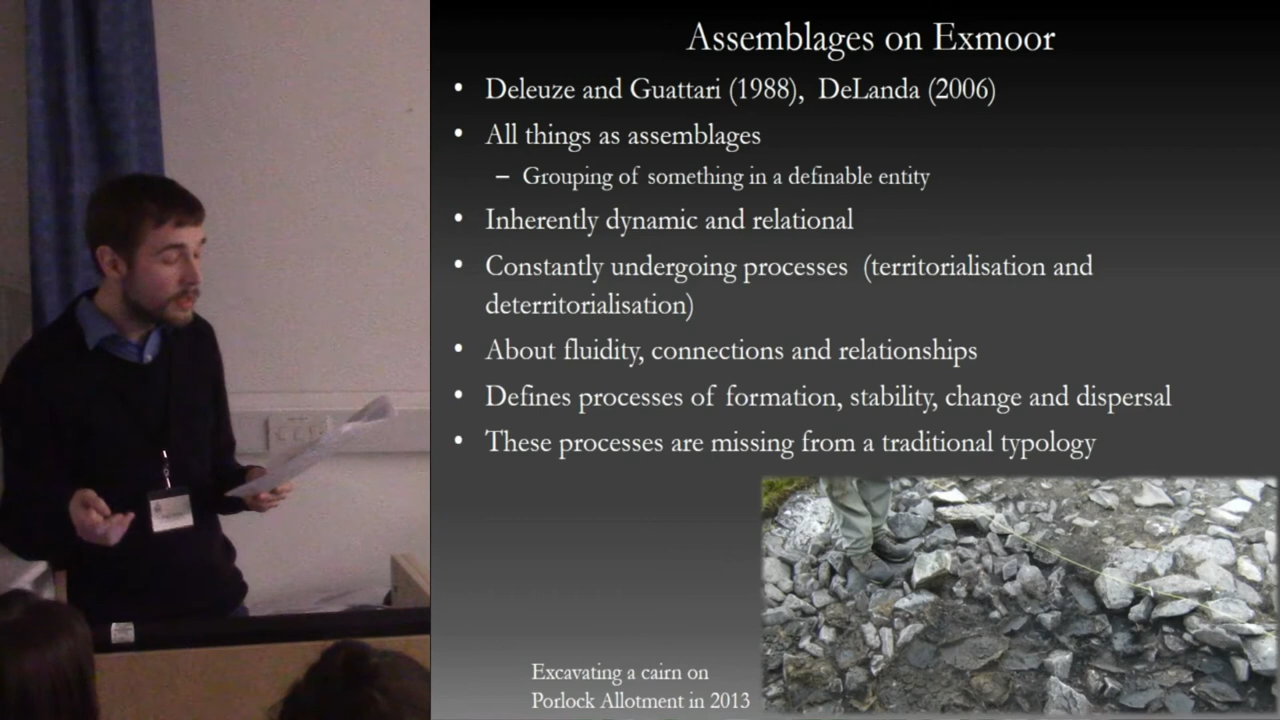 Assemblages on Exmoor
• Deleuze and Guattari (1988), DeLanda (2006)
• All things as assemblages
– Grouping of something in a definable entity
• Inherently dynamic and relational
• Constantly undergoing processes (territorialisation and
deterritorialisation)
• About fluidity, connections and relationships
• Defines processes of formation, stability, change and dispersal
• These processes are missing from a traditional typology
Excavating a cairn on
Porlock Allotment in 2013